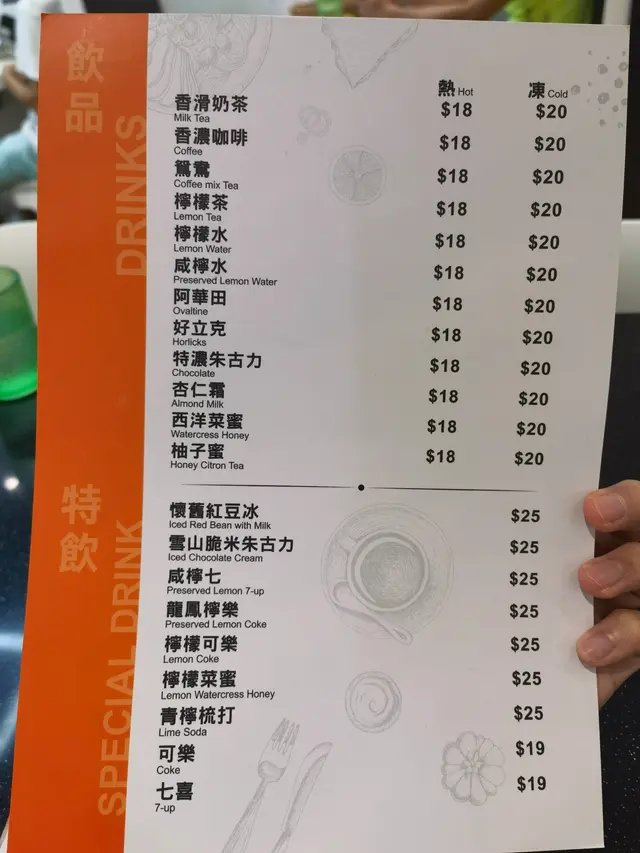 飲品
DRINKS
熱 Hot
凍 Cold
香滑奶茶 $18 $20
Milk Tea
香濃咖啡 $18 $20
Coffee
鴛鴦 $18 $20
Coffee mix Tea
檸檬茶 $18 $20
Lemon Tea
檸檬水 $18 $20
Lemon Water
咸檸水 $18 $20
Preserved Lemon Water
阿華田 $18 $20
Ovaltine
好立克 $18 $20
Horlicks
特濃朱古力 $18 $20
Chocolate
杏仁霜 $18 $20
Almond Milk
西洋菜蜜 $18 $20
Watercress Honey
柚子蜜 $18 $20
Honey Citron Tea
特飲
SPECIAL DRINK
懷舊紅豆冰 $25
Iced Red Bean with Milk
雪山脆米朱古力 $25
Iced Chocolate Cream
咸檸七 $25
Preserved Lemon 7-up
龍鳳檸樂 $25
Preserved Lemon Coke
檸檬可樂 $25
Lemon Coke
檸檬菜蜜 $25
Lemon Watercress Honey
青檸梳打 $25
Lime Soda
可樂 $19
Coke
七喜 $19
7-up